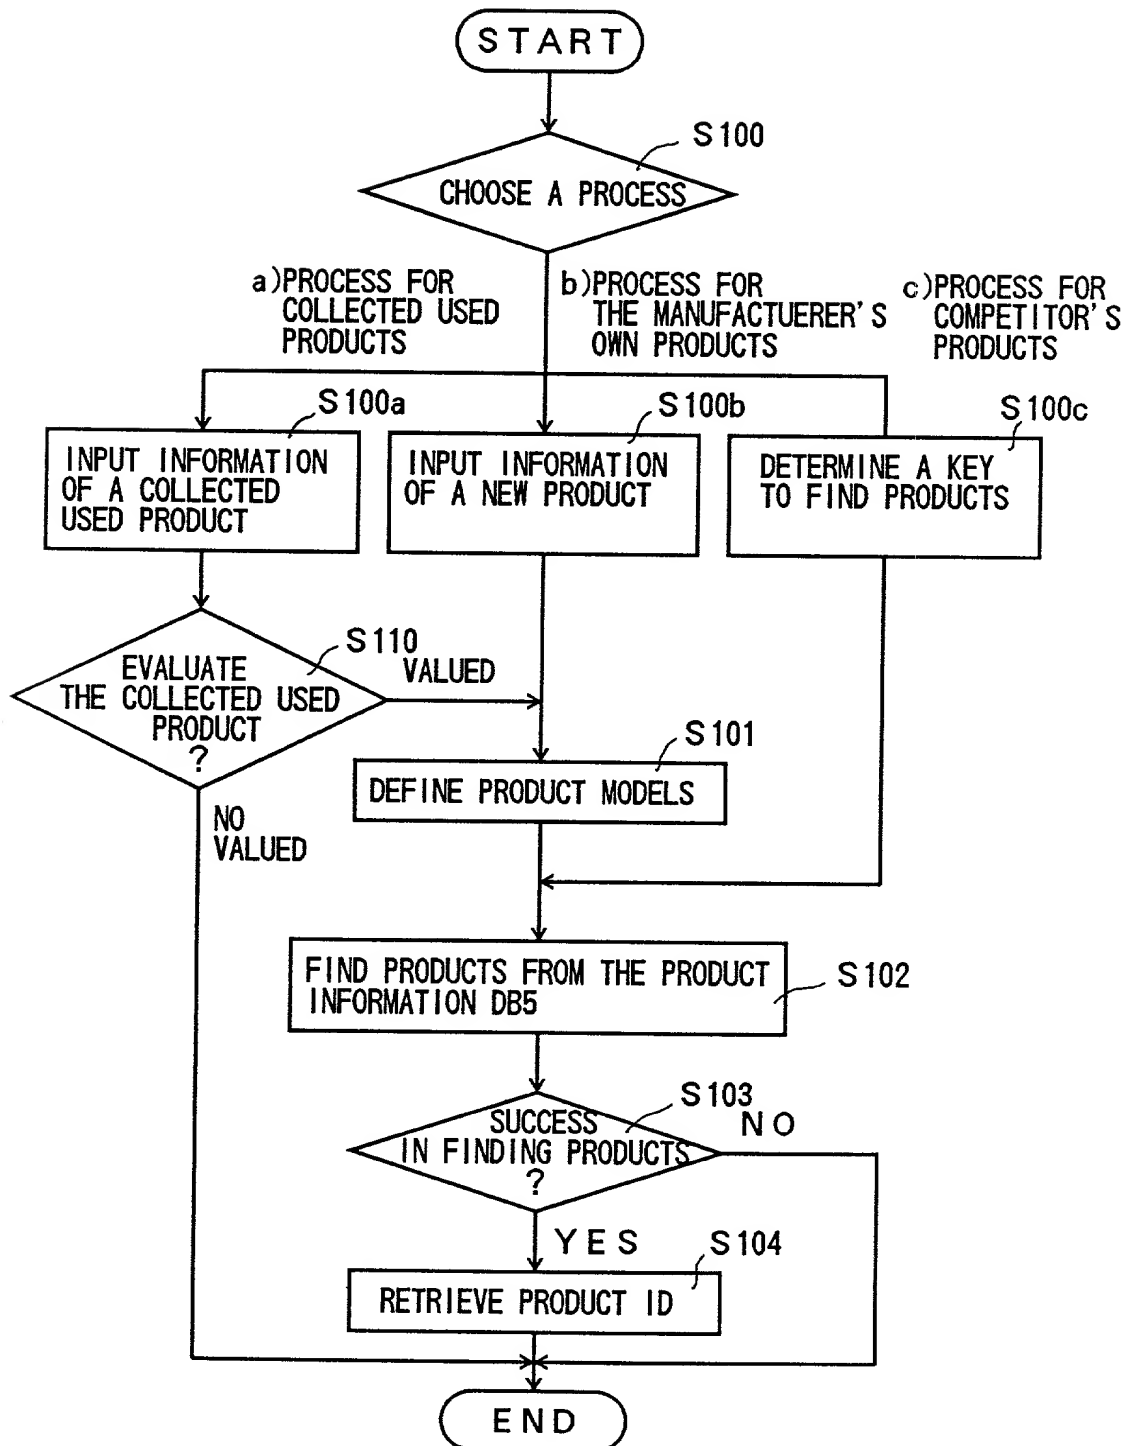 START
S100
CHOOSE A PROCESS
a)PROCESS FOR
COLLECTED USED
PRODUCTS
b)PROCESS FOR
THE MANUFACTUERER'S
OWN PRODUCTS
c)PROCESS FOR
COMPETITOR'S
PRODUCTS
S100a
INPUT INFORMATION
OF A COLLECTED
USED PRODUCT
S100b
INPUT INFORMATION
OF A NEW PRODUCT
S100c
DETERMINE A KEY
TO FIND PRODUCTS
S110
EVALUATE
THE COLLECTED USED
PRODUCT
?
VALUED
NO
VALUED
S101
DEFINE PRODUCT MODELS
FIND PRODUCTS FROM THE PRODUCT
INFORMATION DB5
S102
S103
SUCCESS
IN FINDING PRODUCTS
?
NO
YES
S104
RETRIEVE PRODUCT ID
END